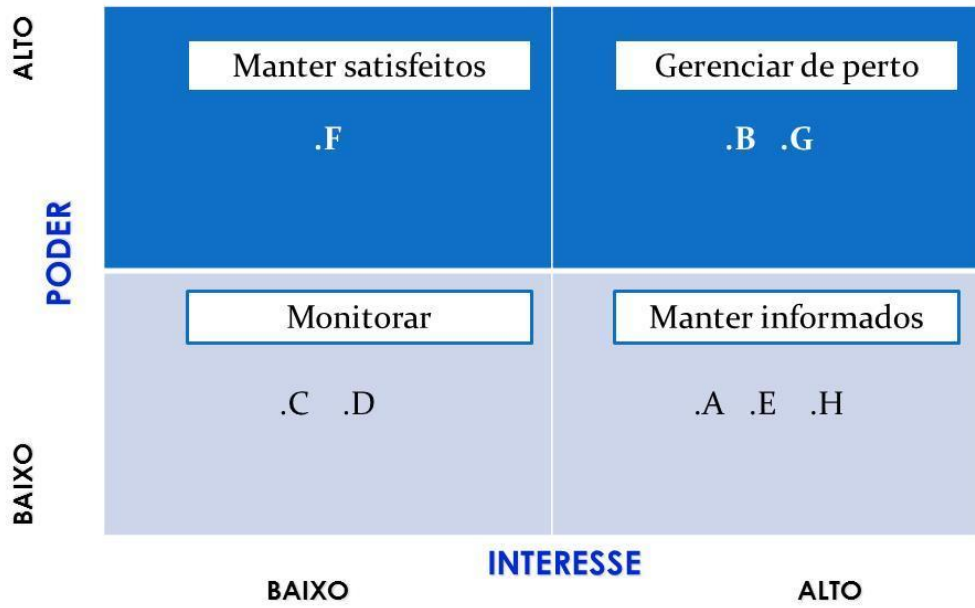 ALTO
Manter satisfeitos
Gerenciar de perto
.F
.B .G
PODER
Monitorar
Manter informados
.C .D
.A .E .H
BAIXO
INTERESSE
BAIXO
ALTO